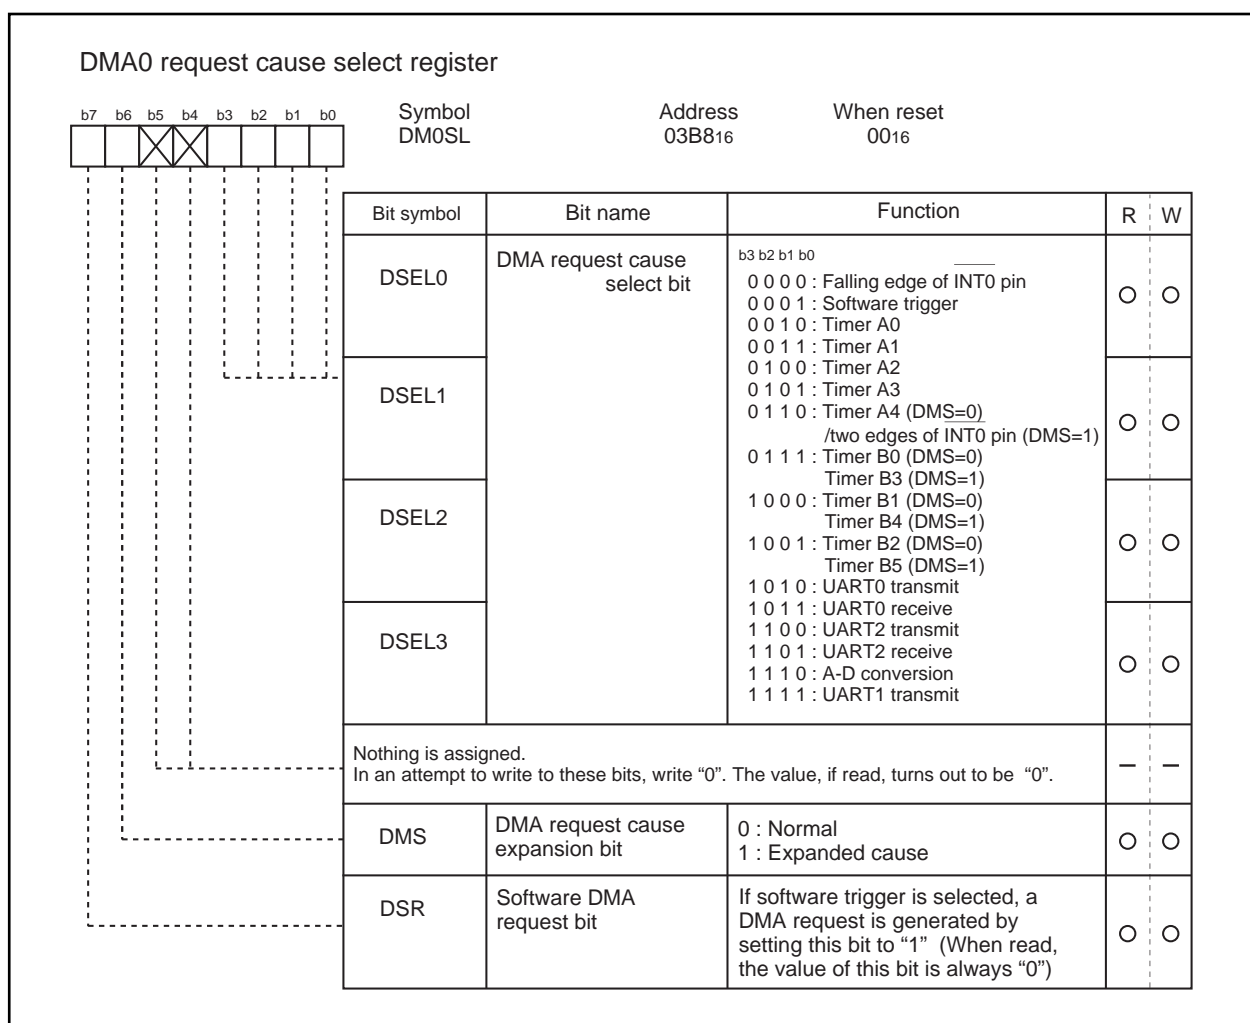 DMA0 request cause select register
b7 b6 b5 b4 b3 b2 b1 b0
Symbol Address When reset
DM0SL 03B816 0016
Bit symbol Bit name Function R W
DSEL0
DMA request cause
select bit
b3 b2 b1 b0
0 0 0 0 : Falling edge of INT0 pin
0 0 0 1 : Software trigger
0 0 1 0 : Timer A0
0 0 1 1 : Timer A1
0 1 0 0 : Timer A2
0 1 0 1 : Timer A3
0 1 1 0 : Timer A4 (DMS=0)
/two edges of INT0 pin (DMS=1)
0 1 1 1 : Timer B0 (DMS=0)
Timer B3 (DMS=1)
1 0 0 0 : Timer B1 (DMS=0)
Timer B4 (DMS=1)
1 0 0 1 : Timer B2 (DMS=0)
Timer B5 (DMS=1)
1 0 1 0 : UART0 transmit
1 0 1 1 : UART0 receive
1 1 0 0 : UART2 transmit
1 1 0 1 : UART2 receive
1 1 1 0 : A-D conversion
1 1 1 1 : UART1 transmit
DSEL1
DSEL2
DSEL3
Nothing is assigned.
In an attempt to write to these bits, write “0”. The value, if read, turns out to be “0”.
DMS
DMA request cause
expansion bit
0 : Normal
1 : Expanded cause
DSR
Software DMA
request bit
If software trigger is selected, a
DMA request is generated by
setting this bit to “1” (When read,
the value of this bit is always “0”)